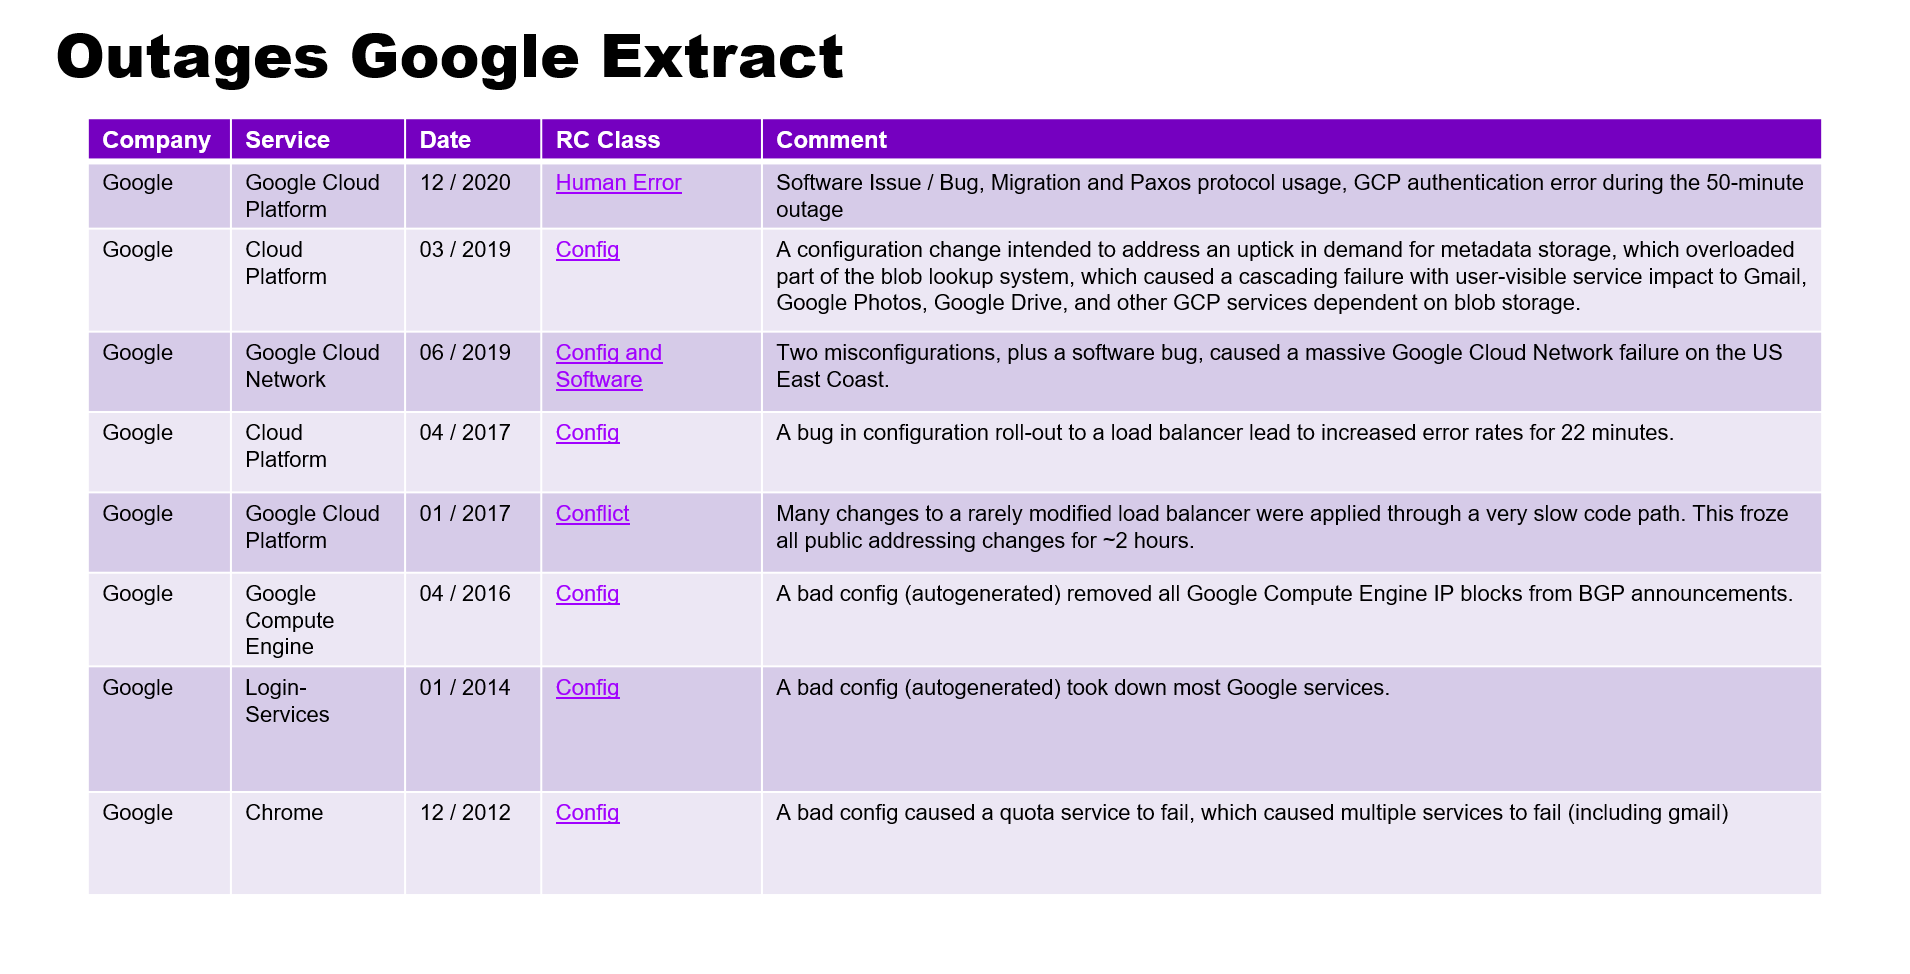 Outages Google Extract
Company Service Date RC Class Comment
Google Google Cloud 12 / 2020 Human Error Software Issue / Bug, Migration and Paxos protocol usage, GCP authentication error during the 50-minute
Platform outage
Google Cloud 03 / 2019 Config A configuration change intended to address an uptick in demand for metadata storage, which overloaded
Platform part of the blob lookup system, which caused a cascading failure with user-visible service impact to Gmail,
Google Photos, Google Drive, and other GCP services dependent on blob storage.
Google Google Cloud 06 / 2019 Config and Two misconfigurations, plus a software bug, caused a massive Google Cloud Network failure on the US
Network Software East Coast.
Google Cloud 04 / 2017 Config A bug in configuration roll-out to a load balancer lead to increased error rates for 22 minutes.
Platform
Google Google Cloud 01 / 2017 Conflict Many changes to a rarely modified load balancer were applied through a very slow code path. This froze
Platform all public addressing changes for ~2 hours.
Google Google 04 / 2016 Config A bad config (autogenerated) removed all Google Compute Engine IP blocks from BGP announcements.
Compute
Engine
Google Login- 01 / 2014 Config A bad config (autogenerated) took down most Google services.
Services
Google Chrome 12 / 2012 Config A bad config caused a quota service to fail, which caused multiple services to fail (including gmail)